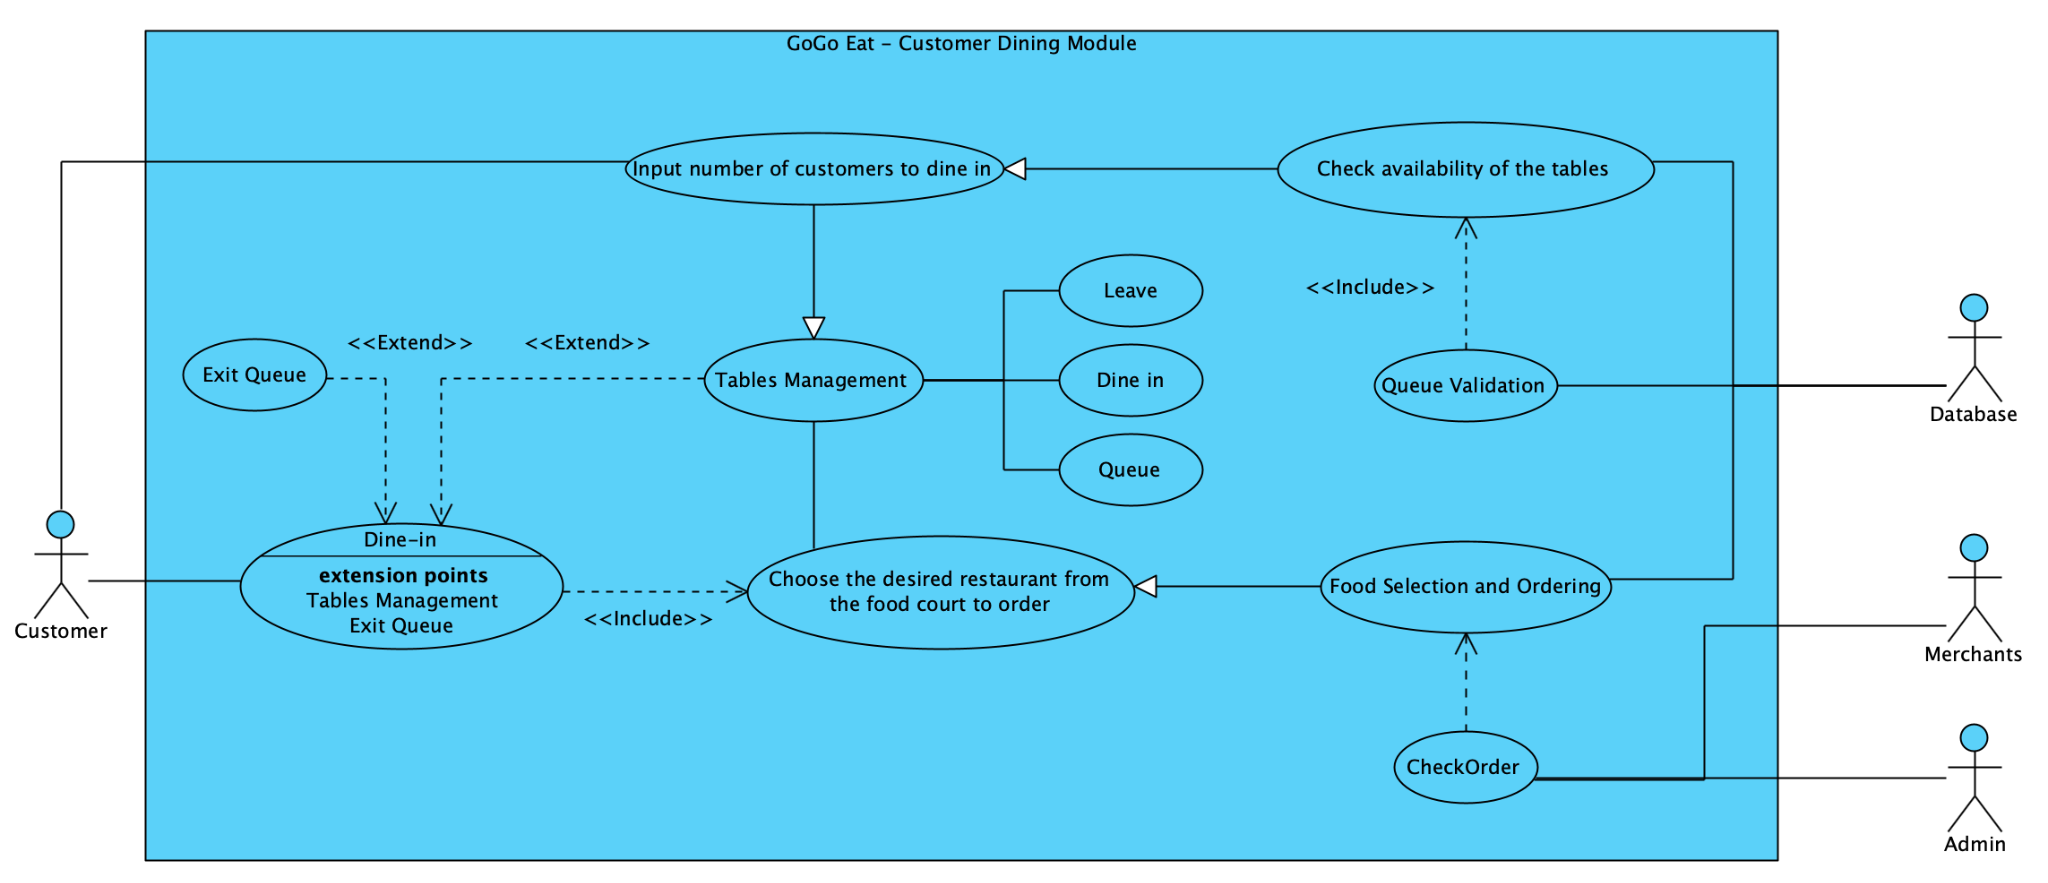 GoGo Eat - Customer Dining Module
Input number of customers to dine in
Check availability of the tables
Leave
<<Include>>
<<Extend>>
<<Extend>>
Exit Queue
Tables Management
Dine in
Queue Validation
Database
Queue
Dine-in
extension points
Tables Management
Exit Queue
<<Include>>
Choose the desired restaurant from
the food court to order
Food Selection and Ordering
Customer
Merchants
CheckOrder
Admin